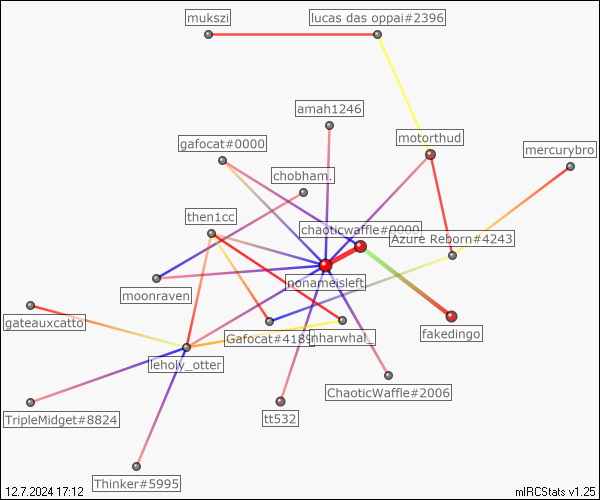 mukszi
lucas das oppai#2396
amah1246
motorthud
gafocat#0000
mercurybro
chobham.
then1cc
chaoticwaffle#0000
Azure Reborn#4243
nonameisleft
moonraven
gateauxcatto
Gafocat#4189
nharwhal_
fakedingo
leholy_otter
ChaoticWaffle#2006
TripleMidget#8824
tt532
Thinker#5995
12.7.2024 17:12
mIRCStats v1.25